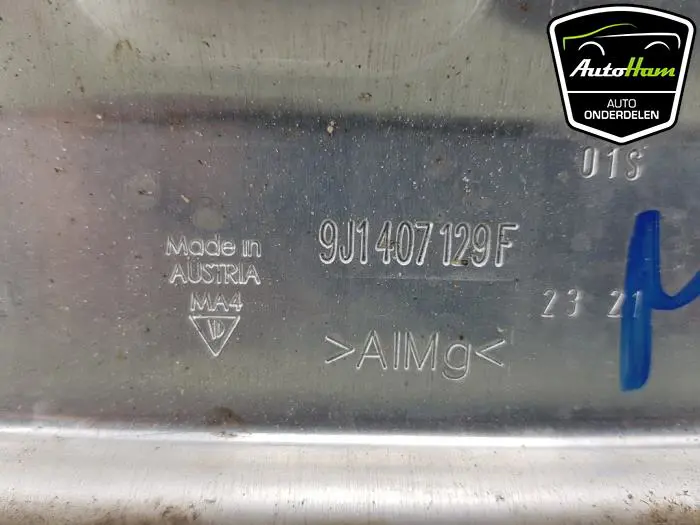 AutoHam
AUTO
ONDERDELEN
01S
9J1407129F
Made in
AUSTRIA
MA4
23 21
>AlMg<